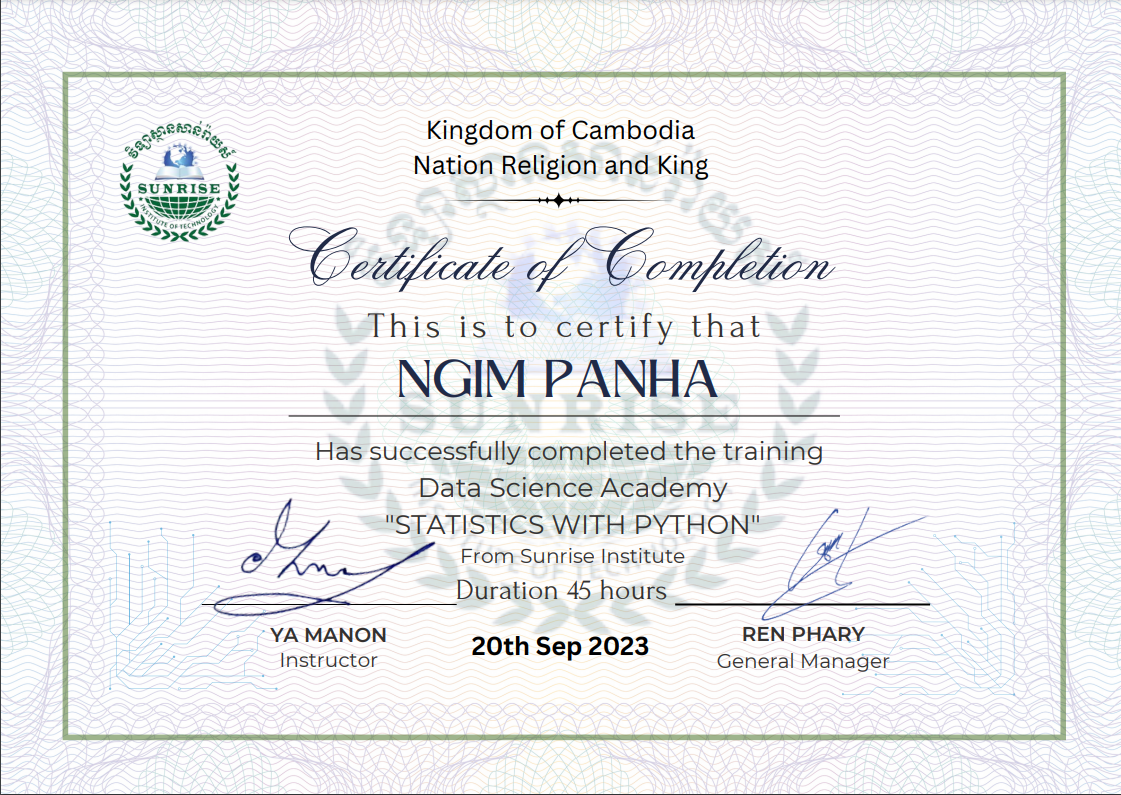 វិទ្យាស្ថានសាន់រ៉ាយស៍
SUNRISE
INSTITUTE OF TECHNOLOGY
Kingdom of Cambodia
Nation Religion and King
Certificate of Completion
This is to certify that
NGIM PANHA
Has successfully completed the training
Data Science Academy
"STATISTICS WITH PYTHON"
From Sunrise Institute
Duration 45 hours
YA MANON
Instructor
20th Sep 2023
REN PHARY
General Manager